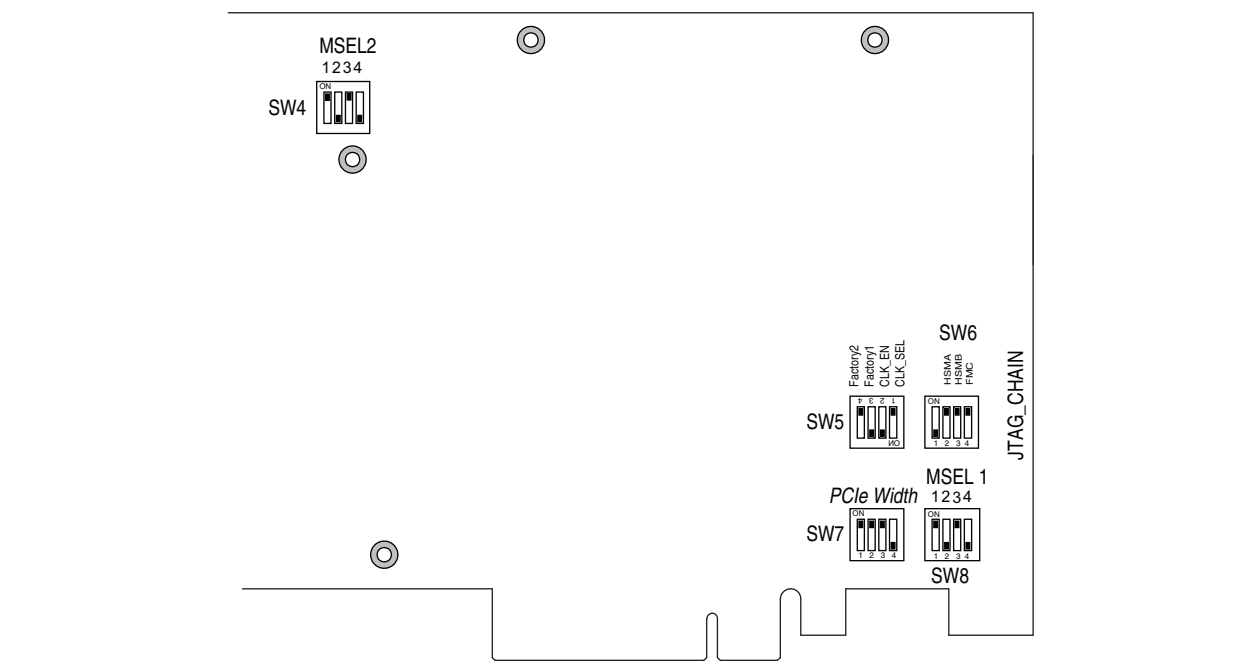 MSEL2
1234
ON
SW4
SW6
Factory2
Factory1
CLK_EN
CLK_SEL
HSMA
HSMB
FMC
JTAG_CHAIN
4 3 2 1
ON
SW5
ON
1 2 3 4
MSEL 1
PCIe Width
1234
SW7
ON
1 2 3 4
ON
1 2 3 4
SW8